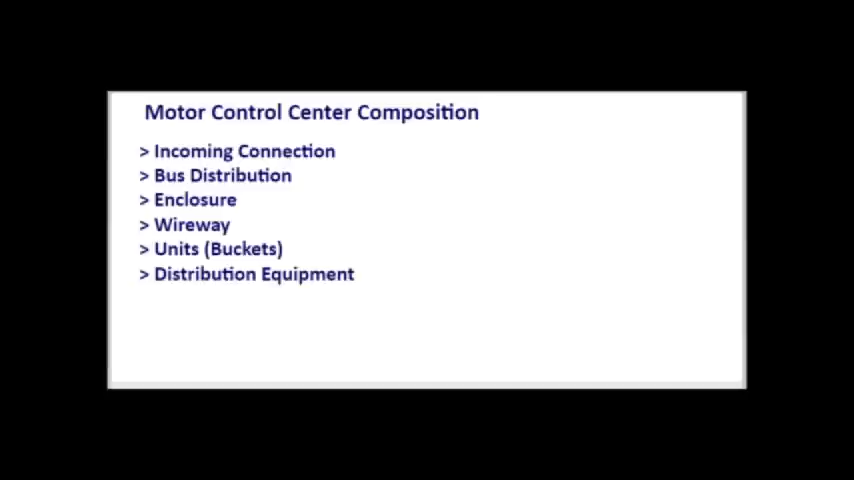 Motor Control Center Composition
> Incoming Connection
> Bus Distribution
> Enclosure
> Wireway
> Units (Buckets)
> Distribution Equipment